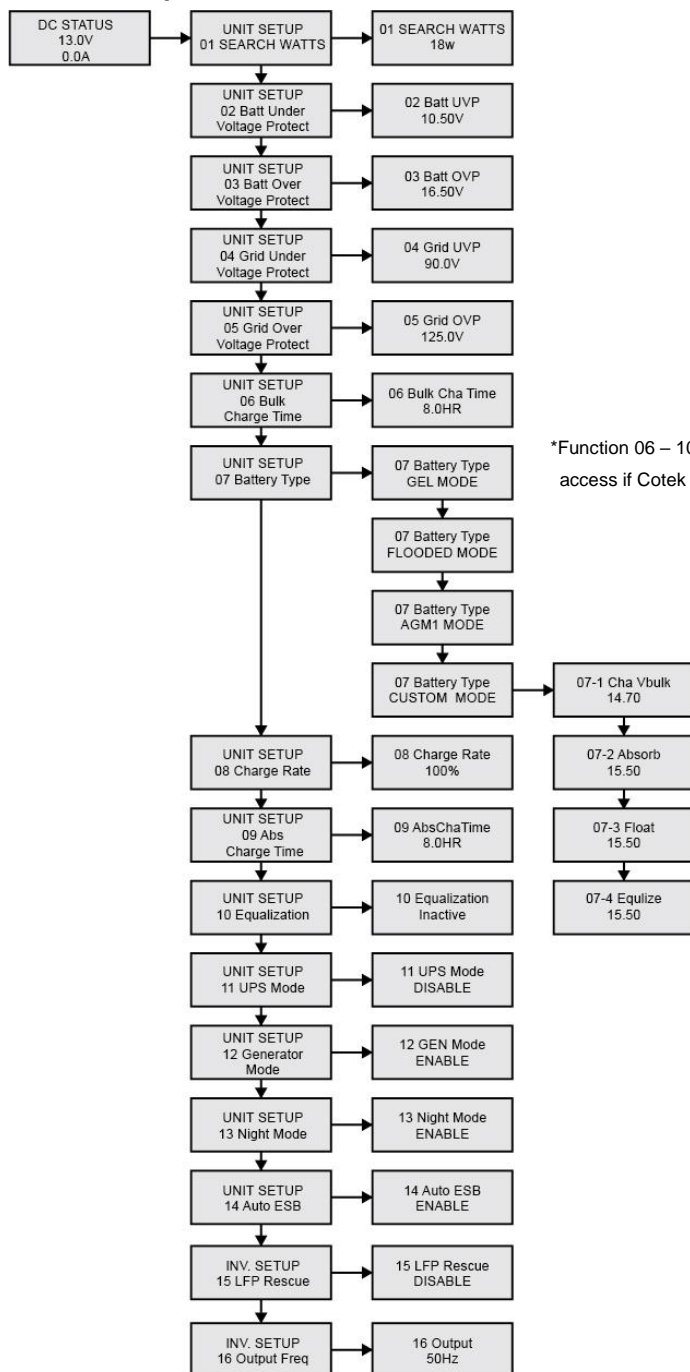 DC STATUS
13.0V
0.0A
UNIT SETUP
01 SEARCH WATTS
01 SEARCH WATTS
18w
UNIT SETUP
02 Batt Under
Voltage Protect
02 Batt UVP
10.50V
UNIT SETUP
03 Batt Over
Voltage Protect
03 Batt OVP
16.50V
UNIT SETUP
04 Grid Under
Voltage Protect
04 Grid UVP
90.0V
UNIT SETUP
05 Grid Over
Voltage Protect
05 Grid OVP
125.0V
UNIT SETUP
06 Bulk
Charge Time
06 Bulk Cha Time
8.0HR
*Function 06 – 10
access if Cotek
UNIT SETUP
07 Battery Type
07 Battery Type
GEL MODE
07 Battery Type
FLOODED MODE
07 Battery Type
AGM1 MODE
07 Battery Type
CUSTOM MODE
07-1 Cha Vbulk
14.70
07-2 Absorb
15.50
07-3 Float
15.50
07-4 Equlize
15.50
UNIT SETUP
08 Charge Rate
08 Charge Rate
100%
UNIT SETUP
09 Abs
Charge Time
09 AbsChaTime
8.0HR
UNIT SETUP
10 Equalization
10 Equalization
Inactive
UNIT SETUP
11 UPS Mode
11 UPS Mode
DISABLE
UNIT SETUP
12 Generator
Mode
12 GEN Mode
ENABLE
UNIT SETUP
13 Night Mode
13 Night Mode
ENABLE
UNIT SETUP
14 Auto ESB
14 Auto ESB
ENABLE
INV. SETUP
15 LFP Rescue
15 LFP Rescue
DISABLE
INV. SETUP
16 Output Freq
16 Output
50Hz